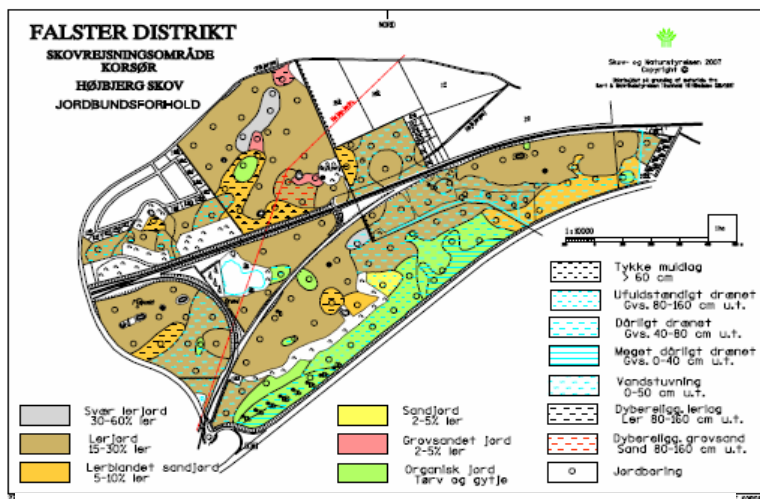 NORD
FALSTER DISTRIKT
SKOVREJSNINGSOMRÅDE
KORSØR
HØJBJERG SKOV
JORDBUNDSFORHOLD
Skov- og Naturstyrelsen 2007
Copyright ©
1:10000
1ha
Tykke muldlag
> 60 cm
Ufuldstændigt drænet
Gvs. 80-160 cm u.t.
Dårligt drænet
Gvs. 40-80 cm u.t.
Meget dårligt drænet
Gvs. 0-40 cm u.t.
Vandstuvning
0-50 cm u.t.
Dybereligg. lerlag
Ler 80-160 cm u.t.
Dybereligg. grovsand
Sand 80-160 cm u.t.
Jordboring
Svær lerjord
30-60% ler
Lerjord
15-30% ler
Lerblandet sandjord
5-10% ler
Sandjord
2-5% ler
Grovsandet jord
2-5% ler
Organisk jord
Tørv og gytje